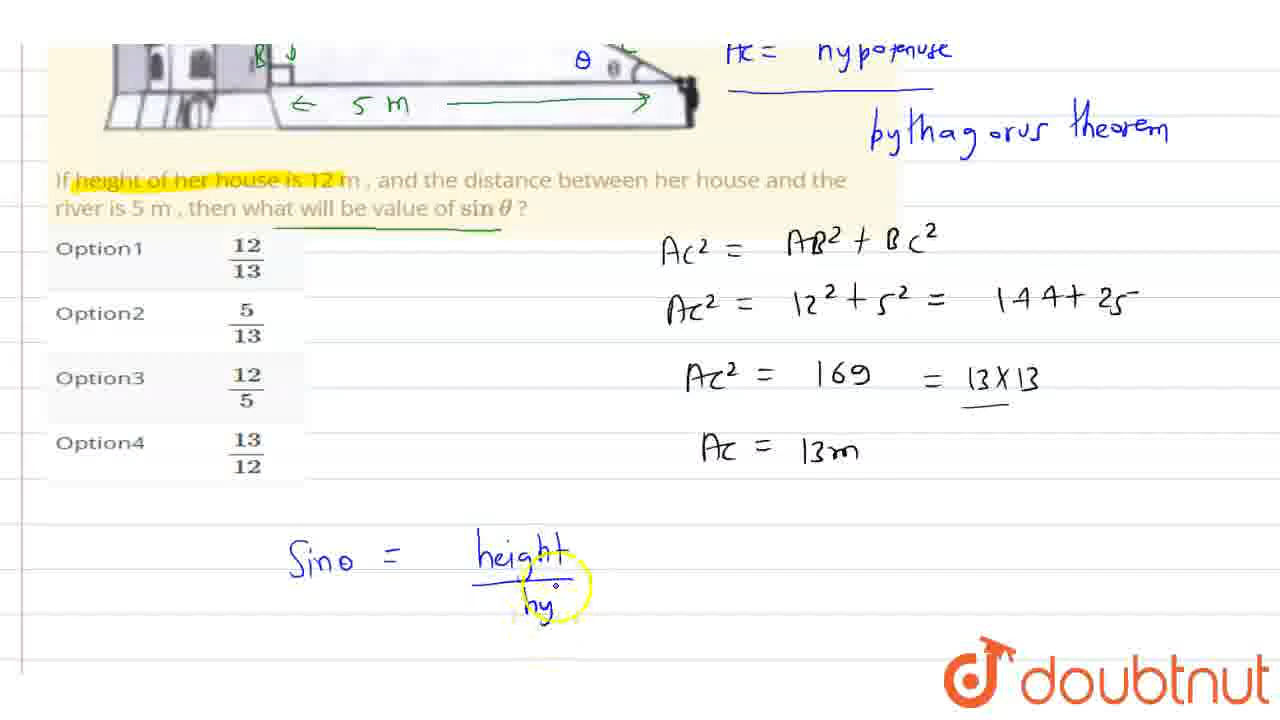 B
θ
θ
5 m
AC = hypotenuse
pythagorus theorem
If height of her house is 12 m , and the distance between her house and the
river is 5 m , then what will be value of sin θ ?
Option1 12/13
Option2 5/13
Option3 12/5
Option4 13/12
AC² = AB² + BC²
AC² = 12² + 5² = 144 + 25
AC² = 169 = 13 X 13
AC = 13m
Sinθ = height
hy
doubtnut